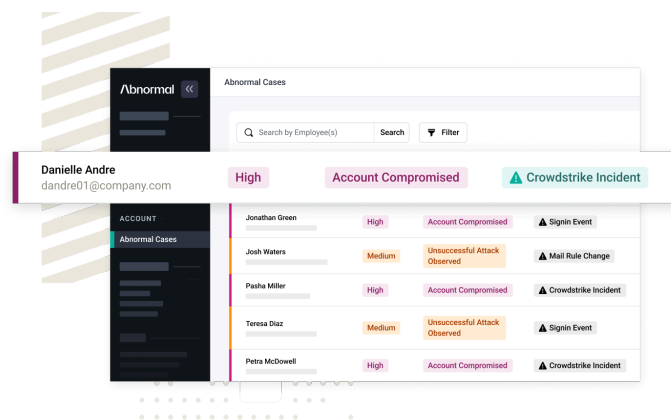 Abnormal
Abnormal Cases
Search by Employee(s)
Search
Filter
Danielle Andre
dandre01@company.com
High
Account Compromised
Crowdstrike Incident
ACCOUNT
Abnormal Cases
Jonathan Green
High
Account Compromised
Signin Event
Josh Waters
Medium
Unsuccessful Attack
Observed
Mail Rule Change
Pasha Miller
High
Account Compromised
Crowdstrike Incident
Teresa Diaz
Medium
Unsuccessful Attack
Observed
Signin Event
Petra McDowell
High
Account Compromised
Crowdstrike Incident